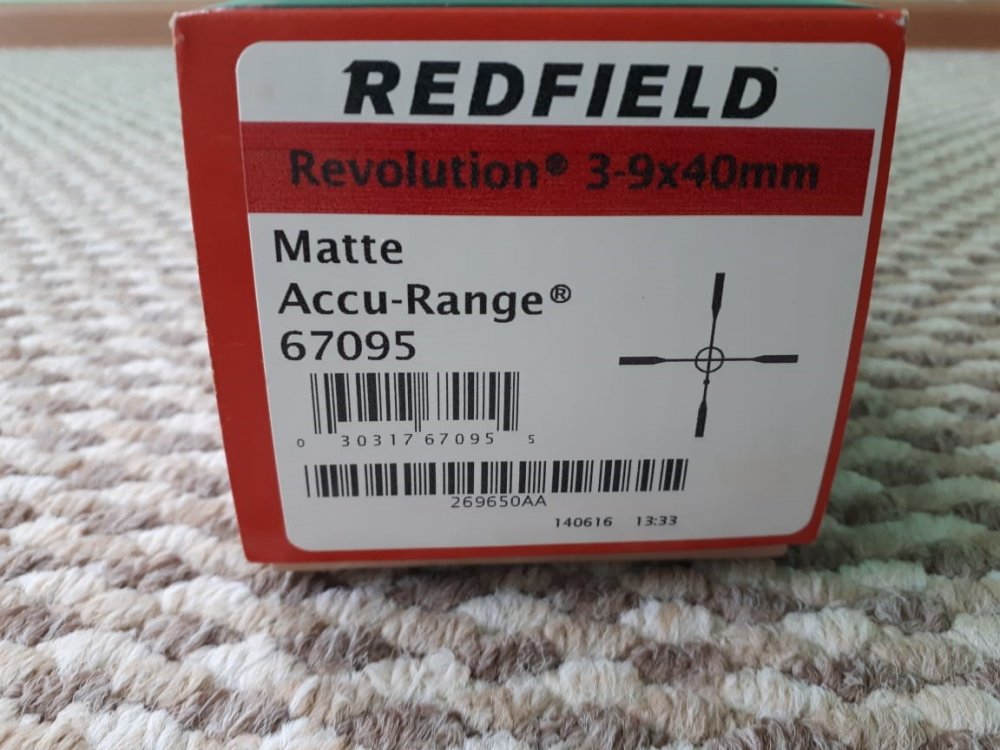 REDFIELD
Revolution® 3-9x40mm
Matte
Accu-Range®
67095
0 30317 67095 5
269650AA
140616 13:33